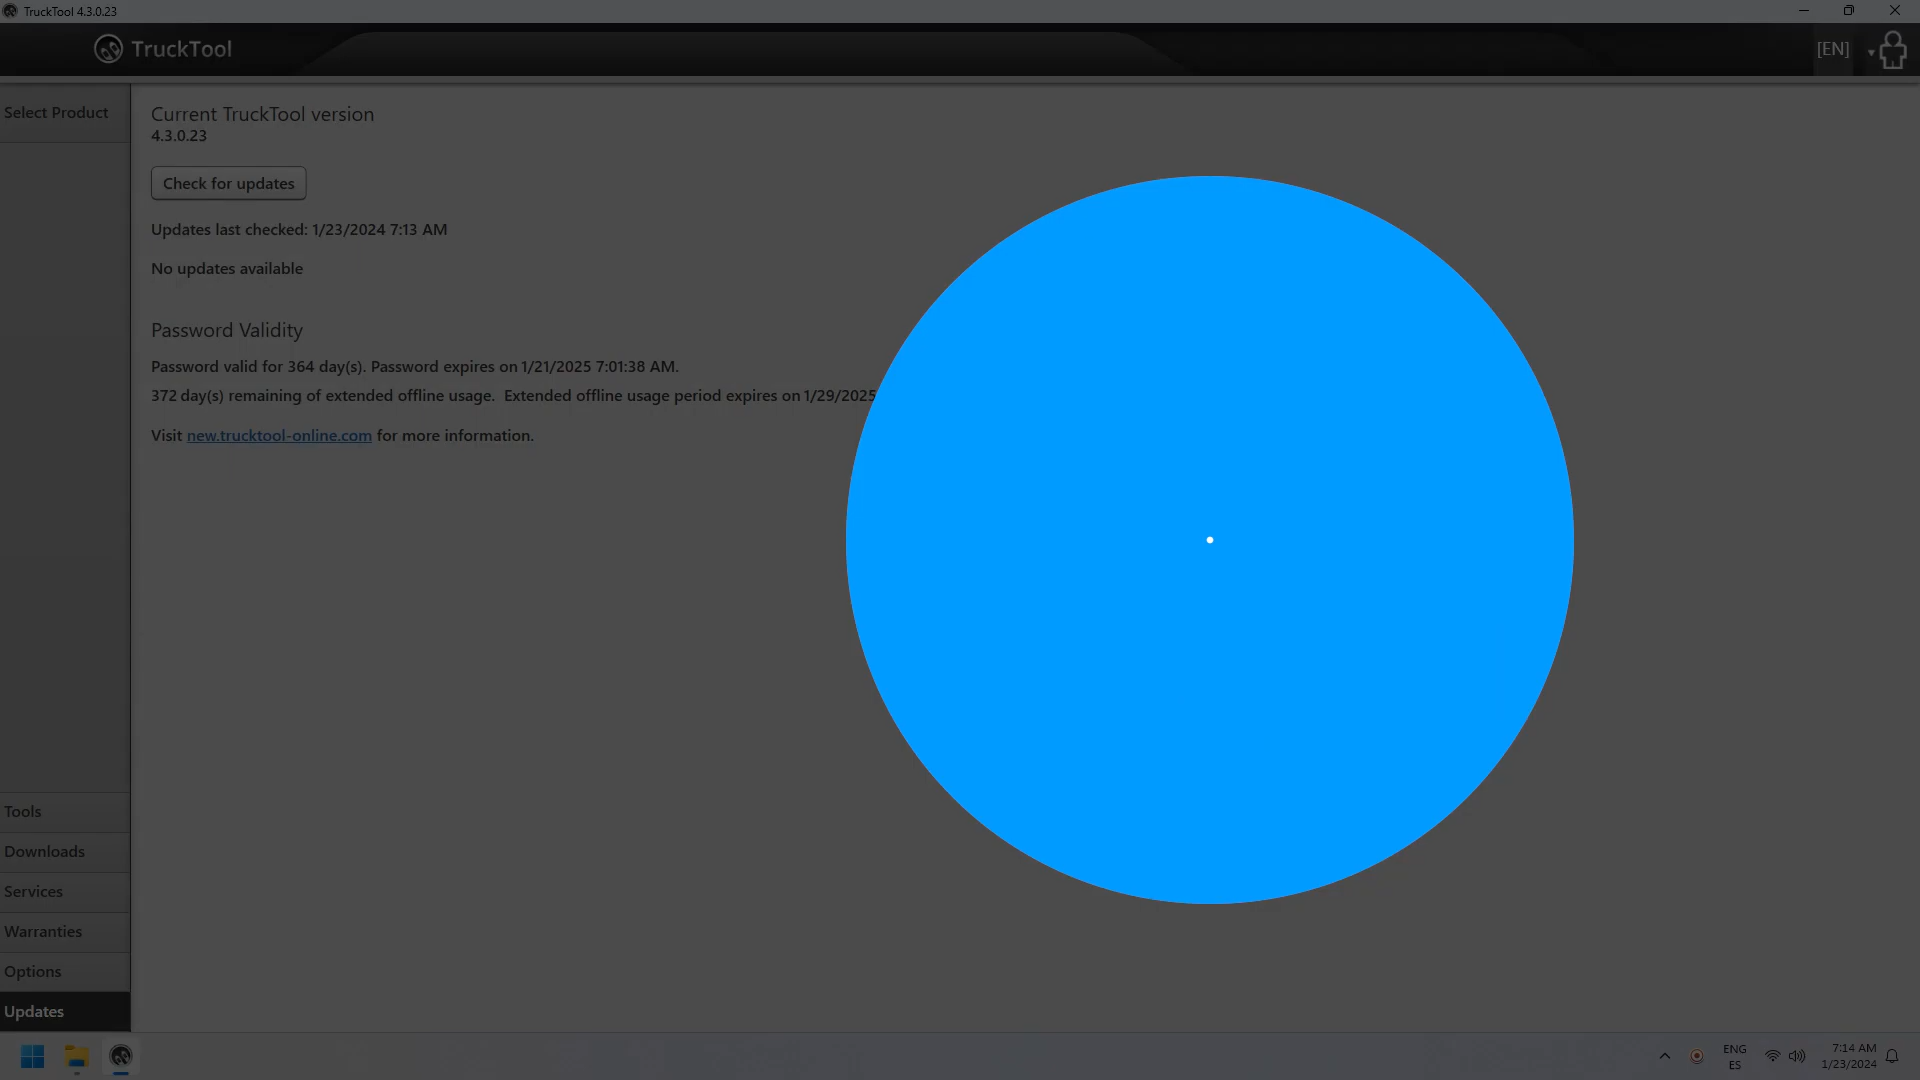 TruckTool 4.3.0.23
TruckTool
[EN]
Select Product
Current TruckTool version
4.3.0.23
Check for updates
Updates last checked: 1/23/2024 7:13 AM
No updates available
Password Validity
Password valid for 364 day(s). Password expires on 1/21/2025 7:01:38 AM.
372 day(s) remaining of extended offline usage. Extended offline usage period expires on 1/29/2025
Visit new.trucktool-online.com for more information.
Tools
Downloads
Services
Warranties
Options
Updates
ENG
ES
7:14 AM
1/23/2024